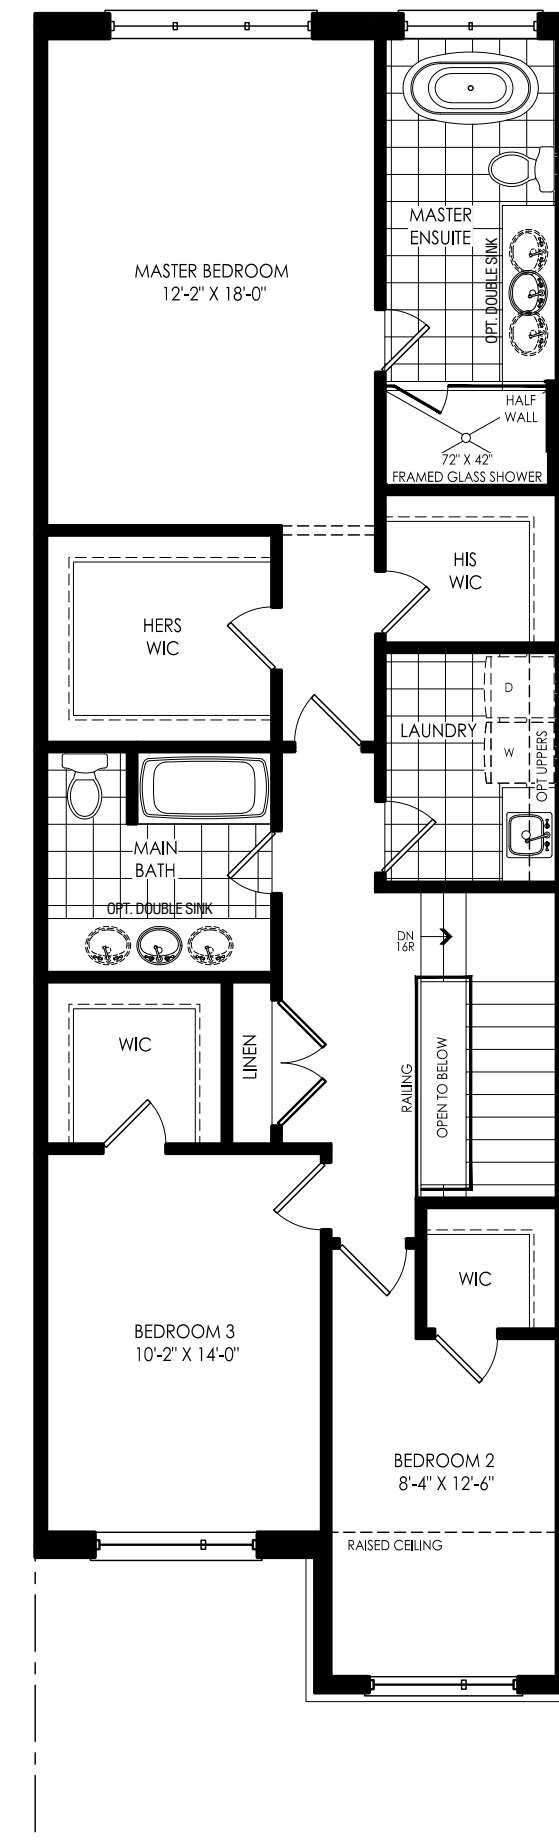 MASTER
ENSUITE
OPT. DOUBLE SINK
MASTER BEDROOM
12'-2" X 18'-0"
HALF
WALL
72" X 42"
FRAMED GLASS SHOWER
HIS
WIC
HERS
WIC
D
LAUNDRY
W
OPT UPPERS
MAIN
BATH
OPT. DOUBLE SINK
DN
16R
WIC
LINEN
RAILING
OPEN TO BELOW
WIC
BEDROOM 3
10'-2" X 14'-0"
BEDROOM 2
8'-4" X 12'-6"
RAISED CEILING